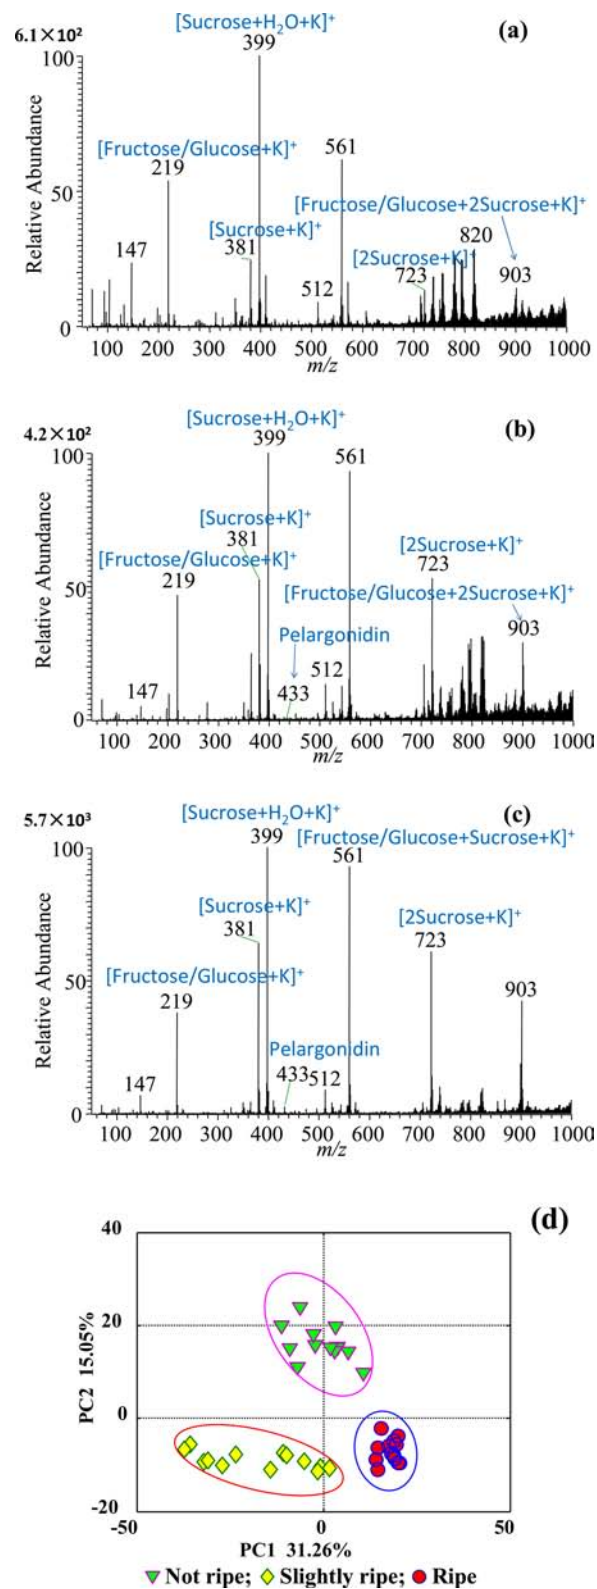 [Sucrose+H₂O+K]⁺
(a)
6.1×10²
399
100
[Fructose/Glucose+K]⁺
561
219
[Fructose/Glucose+2Sucrose+K]⁺
50
[Sucrose+K]⁺
820
147
381
[2Sucrose+K]⁺
512
723
903
Relative Abundance
0
100 200 300 400 500 600 700 800 900 1000
m/z
[Sucrose+H₂O+K]⁺
(b)
4.2×10²
399
561
100
[Sucrose+K]⁺
381
[2Sucrose+K]⁺
[Fructose/Glucose+K]⁺
723
219
[Fructose/Glucose+2Sucrose+K]⁺
50
Pelargonidin
903
147
433
512
Relative Abundance
0
100 200 300 400 500 600 700 800 900 1000
m/z
[Sucrose+H₂O+K]⁺
(c)
5.7×10³
399
[Fructose/Glucose+Sucrose+K]⁺
100
561
[Sucrose+K]⁺
381
[2Sucrose+K]⁺
723
[Fructose/Glucose+K]⁺
219
903
50
Pelargonidin
147
433
512
Relative Abundance
0
100 200 300 400 500 600 700 800 900 1000
m/z
(d)
40
20
0
-20
PC2 15.05%
-50 0 50
PC1 31.26%
Not ripe; Slightly ripe; Ripe